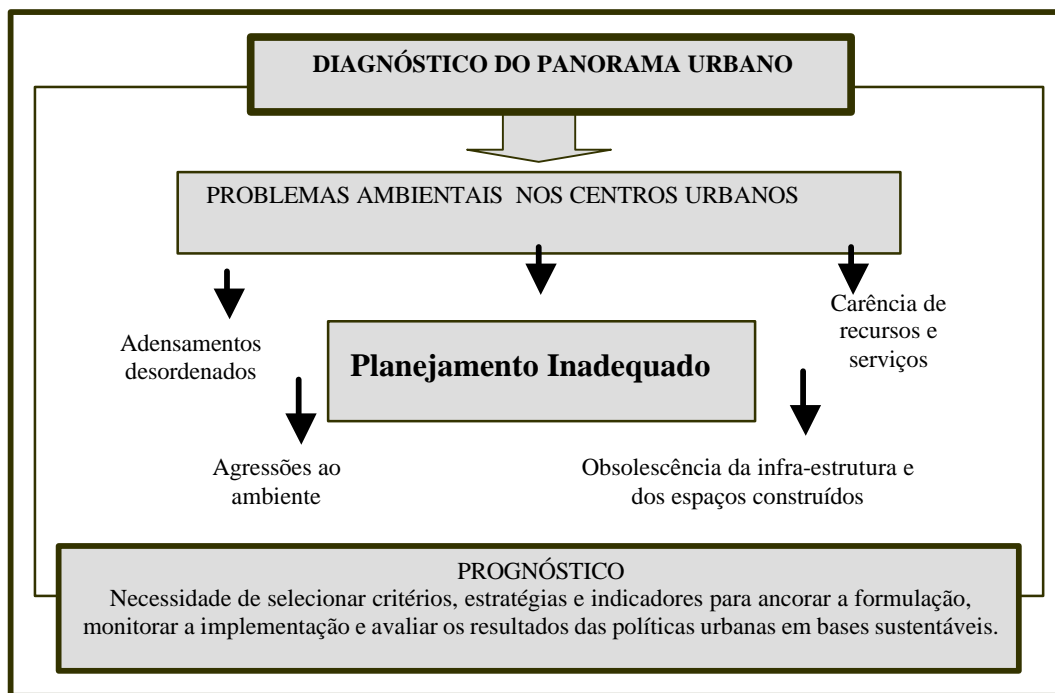 DIAGNÓSTICO DO PANORAMA URBANO
PROBLEMAS AMBIENTAIS NOS CENTROS URBANOS
Adensamentos
desordenados
Planejamento Inadequado
Carência de
recursos e
serviços
Agressões ao
ambiente
Obsolescência da infra-estrutura e
dos espaços construídos
PROGNÓSTICO
Necessidade de selecionar critérios, estratégias e indicadores para ancorar a formulação,
monitorar a implementação e avaliar os resultados das políticas urbanas em bases sustentáveis.